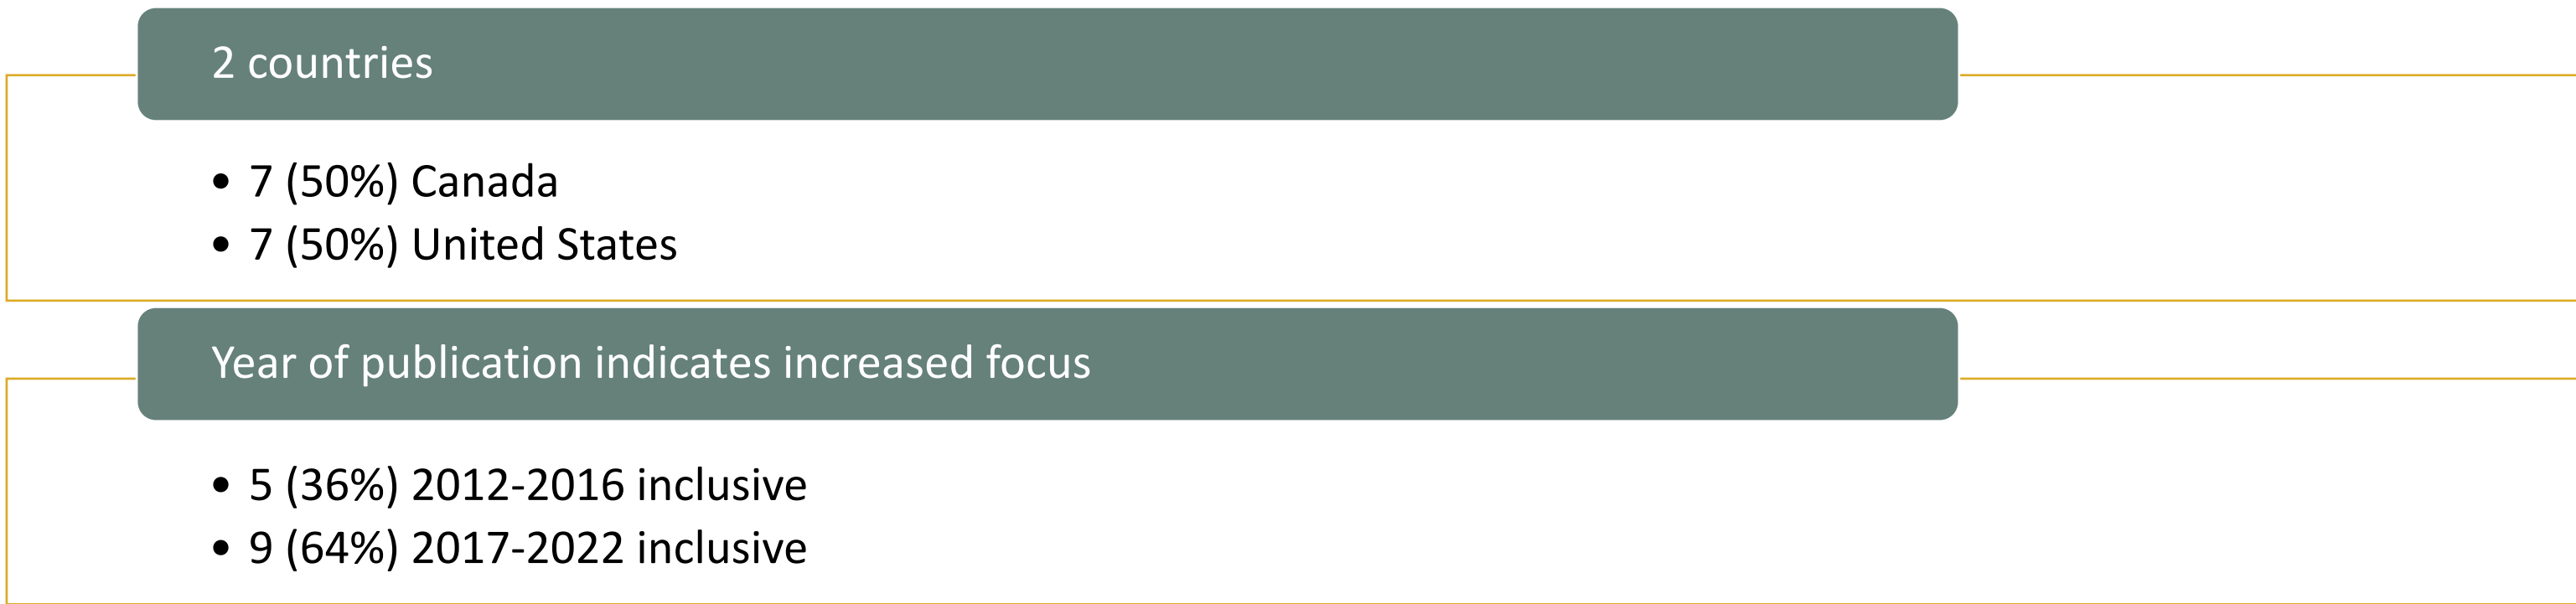 2 countries
• 7 (50%) Canada
• 7 (50%) United States
Year of publication indicates increased focus
• 5 (36%) 2012-2016 inclusive
• 9 (64%) 2017-2022 inclusive